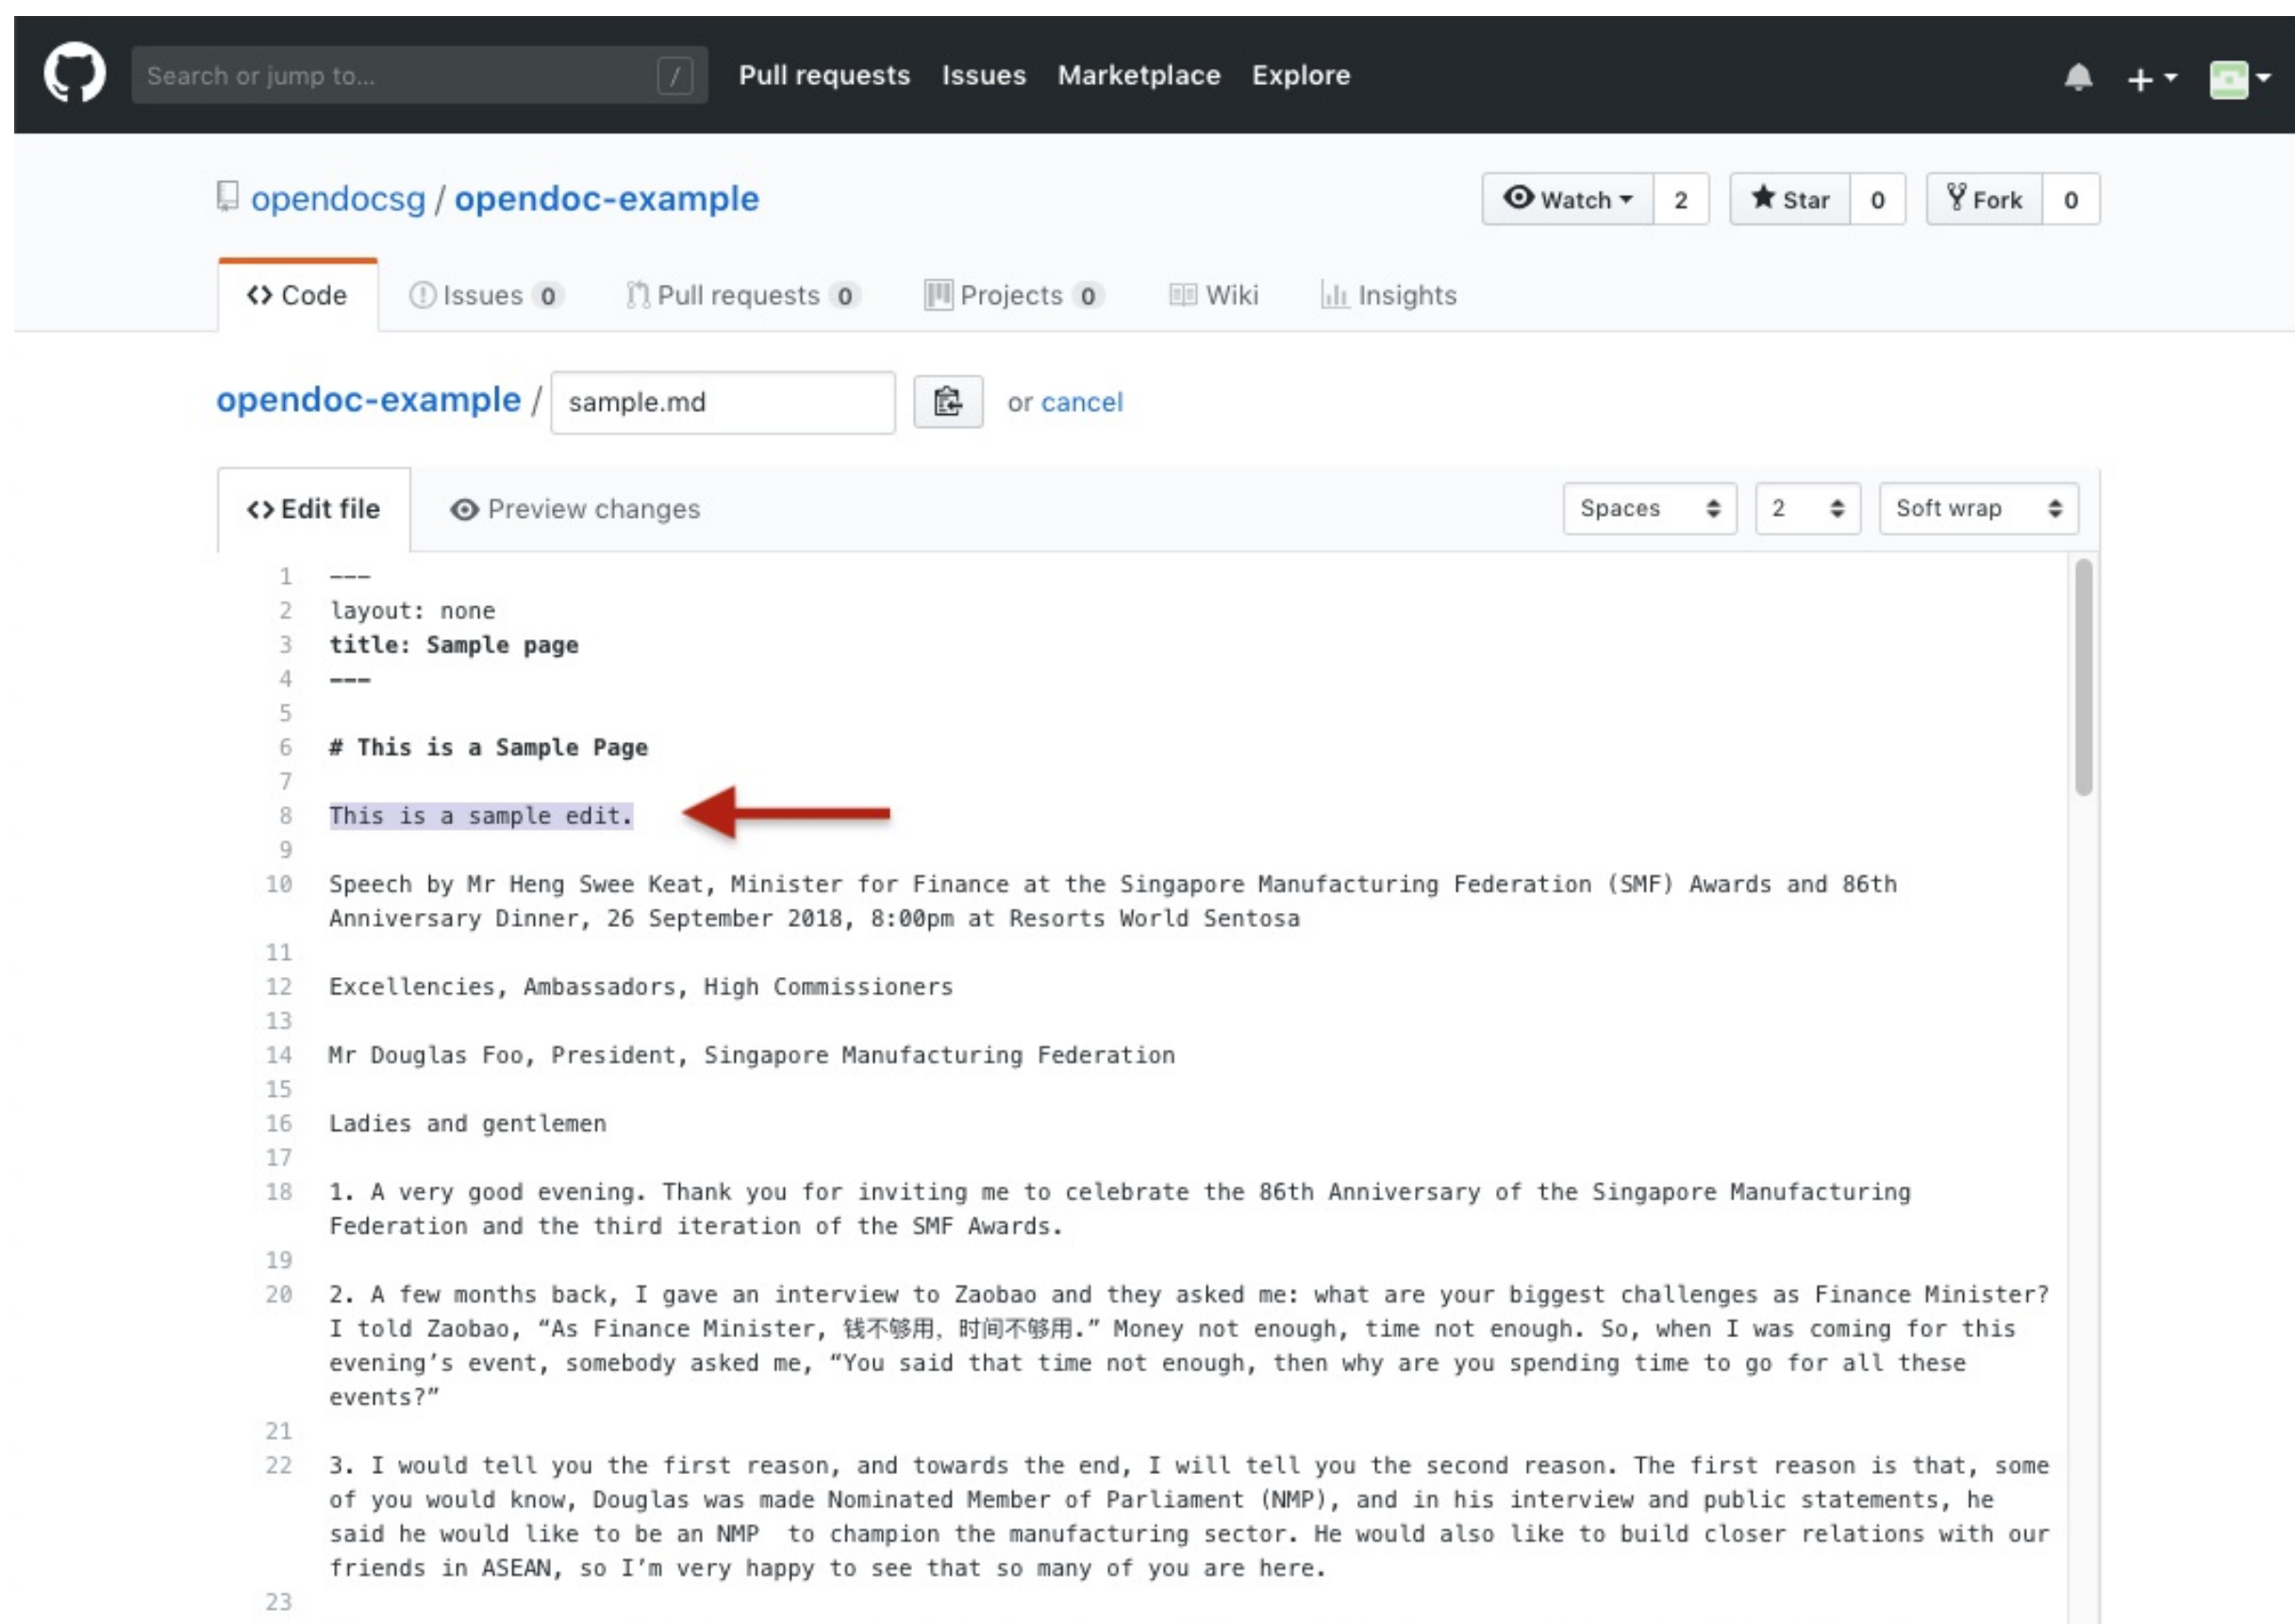 Search or jump to... / Pull requests Issues Marketplace Explore
opendocsg / opendoc-example Watch 2 Star 0 Fork 0
Code Issues 0 Pull requests 0 Projects 0 Wiki Insights
opendoc-example / sample.md or cancel
Edit file Preview changes Spaces 2 Soft wrap
1 ---
2 layout: none
3 title: Sample page
4 ---
5
6 # This is a Sample Page
7
8 This is a sample edit.
9
10 Speech by Mr Heng Swee Keat, Minister for Finance at the Singapore Manufacturing Federation (SMF) Awards and 86th
Anniversary Dinner, 26 September 2018, 8:00pm at Resorts World Sentosa
11
12 Excellencies, Ambassadors, High Commissioners
13
14 Mr Douglas Foo, President, Singapore Manufacturing Federation
15
16 Ladies and gentlemen
17
18 1. A very good evening. Thank you for inviting me to celebrate the 86th Anniversary of the Singapore Manufacturing
Federation and the third iteration of the SMF Awards.
19
20 2. A few months back, I gave an interview to Zaobao and they asked me: what are your biggest challenges as Finance Minister?
I told Zaobao, “As Finance Minister, 钱不够用，时间不够用.” Money not enough, time not enough. So, when I was coming for this
evening’s event, somebody asked me, “You said that time not enough, then why are you spending time to go for all these
events?”
21
22 3. I would tell you the first reason, and towards the end, I will tell you the second reason. The first reason is that, some
of you would know, Douglas was made Nominated Member of Parliament (NMP), and in his interview and public statements, he
said he would like to be an NMP  to champion the manufacturing sector. He would also like to build closer relations with our
friends in ASEAN, so I’m very happy to see that so many of you are here.
23